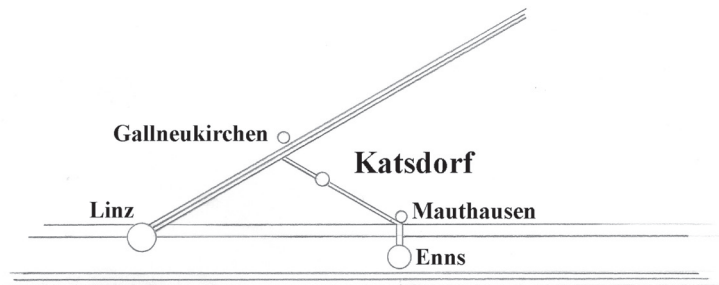 Gallneukirchen
Katsdorf
Linz
Mauthausen
Enns